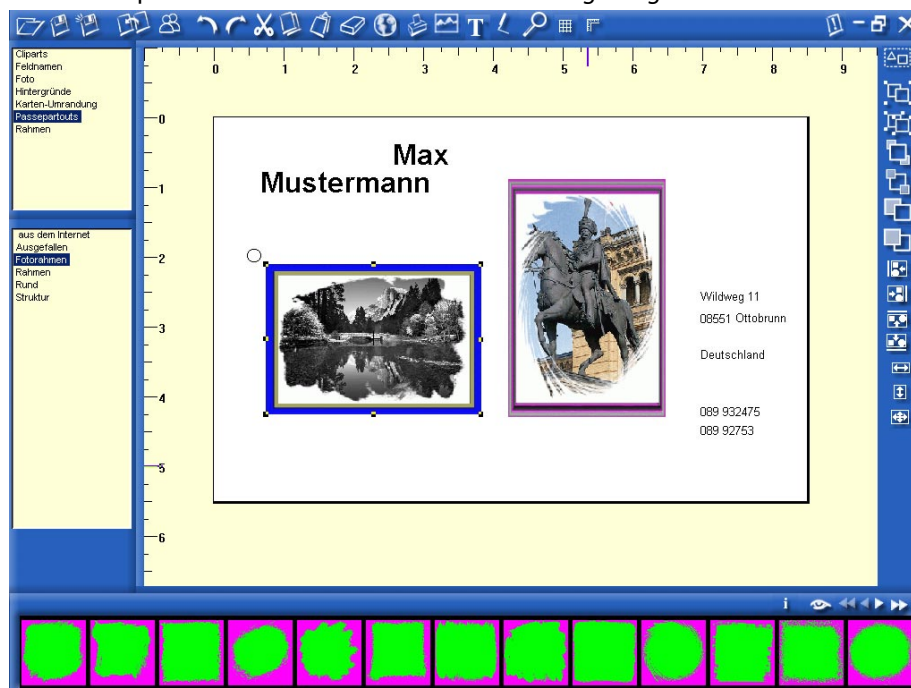 0 1 2 3 4 5 6 7 8 9
Cliparts
Feldnamen
Foto
Hintergründe
Karten-Umrandung
Passepartouts
Rahmen
aus dem Internet
Ausgefallen
Fotorahmen
Rahmen
Rund
Struktur
0
1
2
3
4
5
6
Max
Mustermann
Wildweg 11
08551 Ottobrunn
Deutschland
089 932475
089 92753